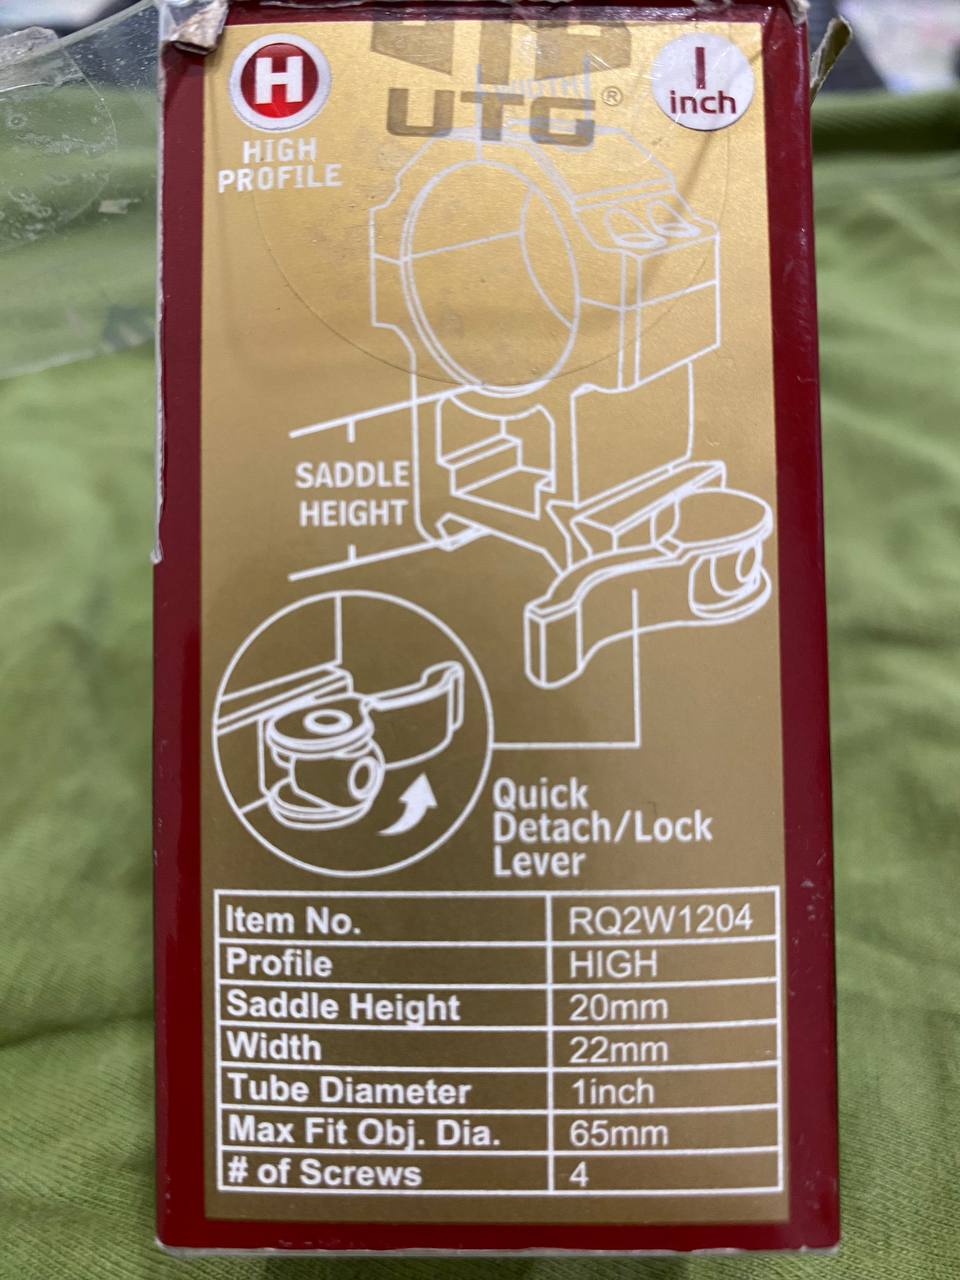 H
HIGH
PROFILE
UTG®
WIDTH
I
inch
SADDLE
HEIGHT
Quick
Detach/Lock
Lever
Item No. RQ2W1204
Profile HIGH
Saddle Height 20mm
Width 22mm
Tube Diameter 1inch
Max Fit Obj. Dia. 65mm
# of Screws 4